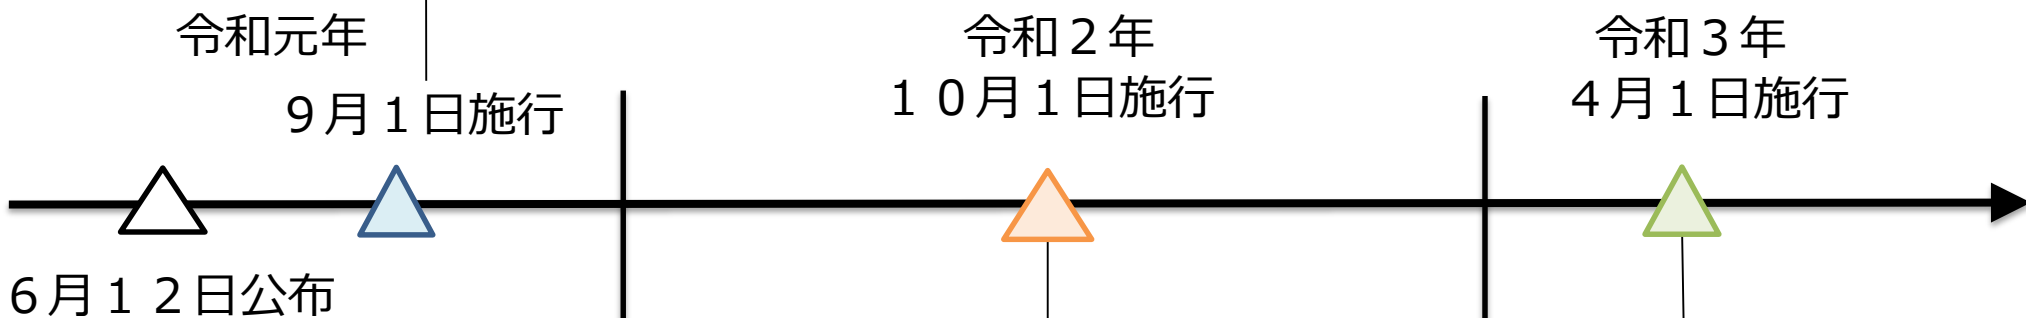 令和元年
９月１日施行
６月１２日公布
令和２年
１０月１日施行
令和３年
４月１日施行